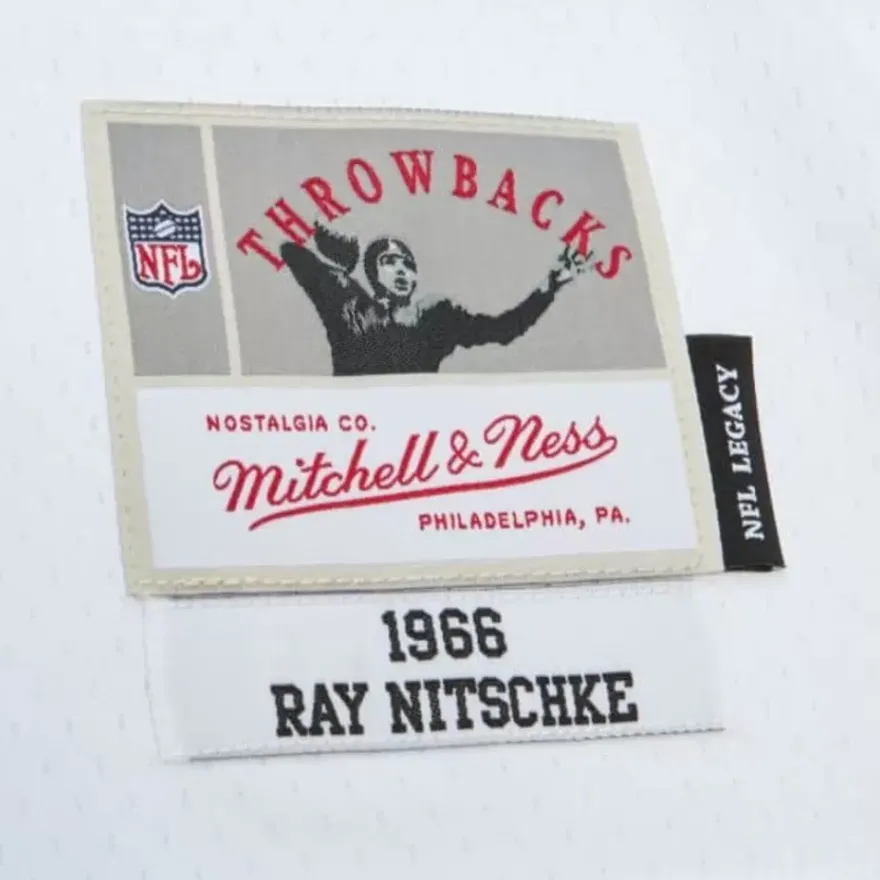 THROWBACKS
NFL
NOSTALGIA CO.
Mitchell & Ness
PHILADELPHIA, PA.
NFL LEGACY
1966
RAY NITSCHKE